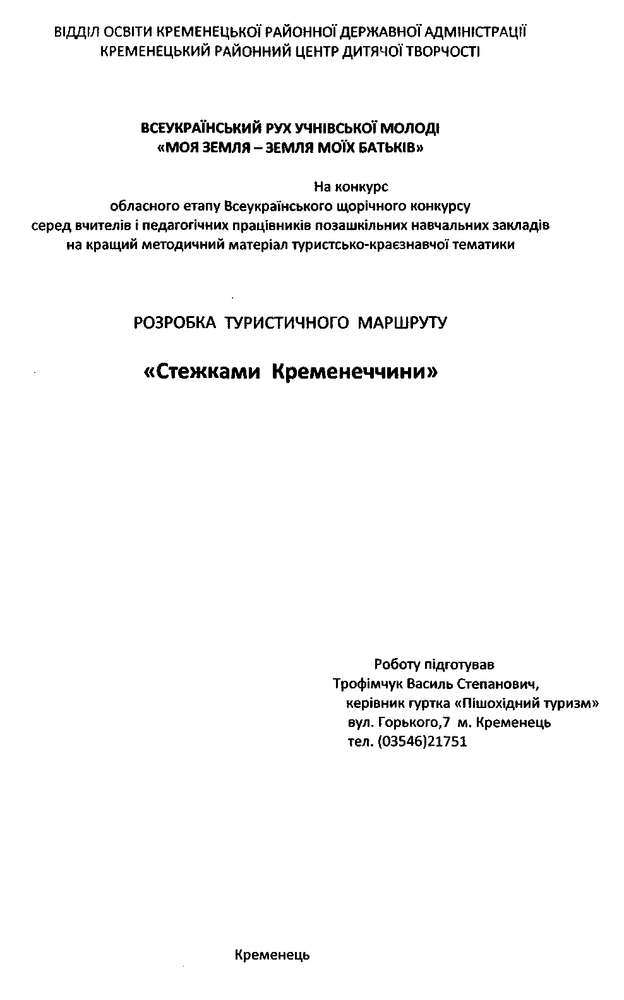 ВІДДІЛ ОСВІТИ КРЕМЕНЕЦЬКОЇ РАЙОННОЇ ДЕРЖАВНОЇ АДМІНІСТРАЦІЇ
КРЕМЕНЕЦЬКИЙ РАЙОННИЙ ЦЕНТР ДИТЯЧОЇ ТВОРЧОСТІ
ВСЕУКРАЇНСЬКИЙ РУХ УЧНІВСЬКОЇ МОЛОДІ
«МОЯ ЗЕМЛЯ – ЗЕМЛЯ МОЇХ БАТЬКІВ»
На конкурс
обласного етапу Всеукраїнського щорічного конкурсу
серед вчителів і педагогічних працівників позашкільних навчальних закладів
на кращий методичний матеріал туристсько-краєзнавчої тематики
РОЗРОБКА ТУРИСТИЧНОГО МАРШРУТУ
«Стежками Кременеччини»
Роботу підготував
Трофімчук Василь Степанович,
керівник гуртка «Пішохідний туризм»
вул. Горького,7 м. Кременець
тел. (03546)21751
Кременець